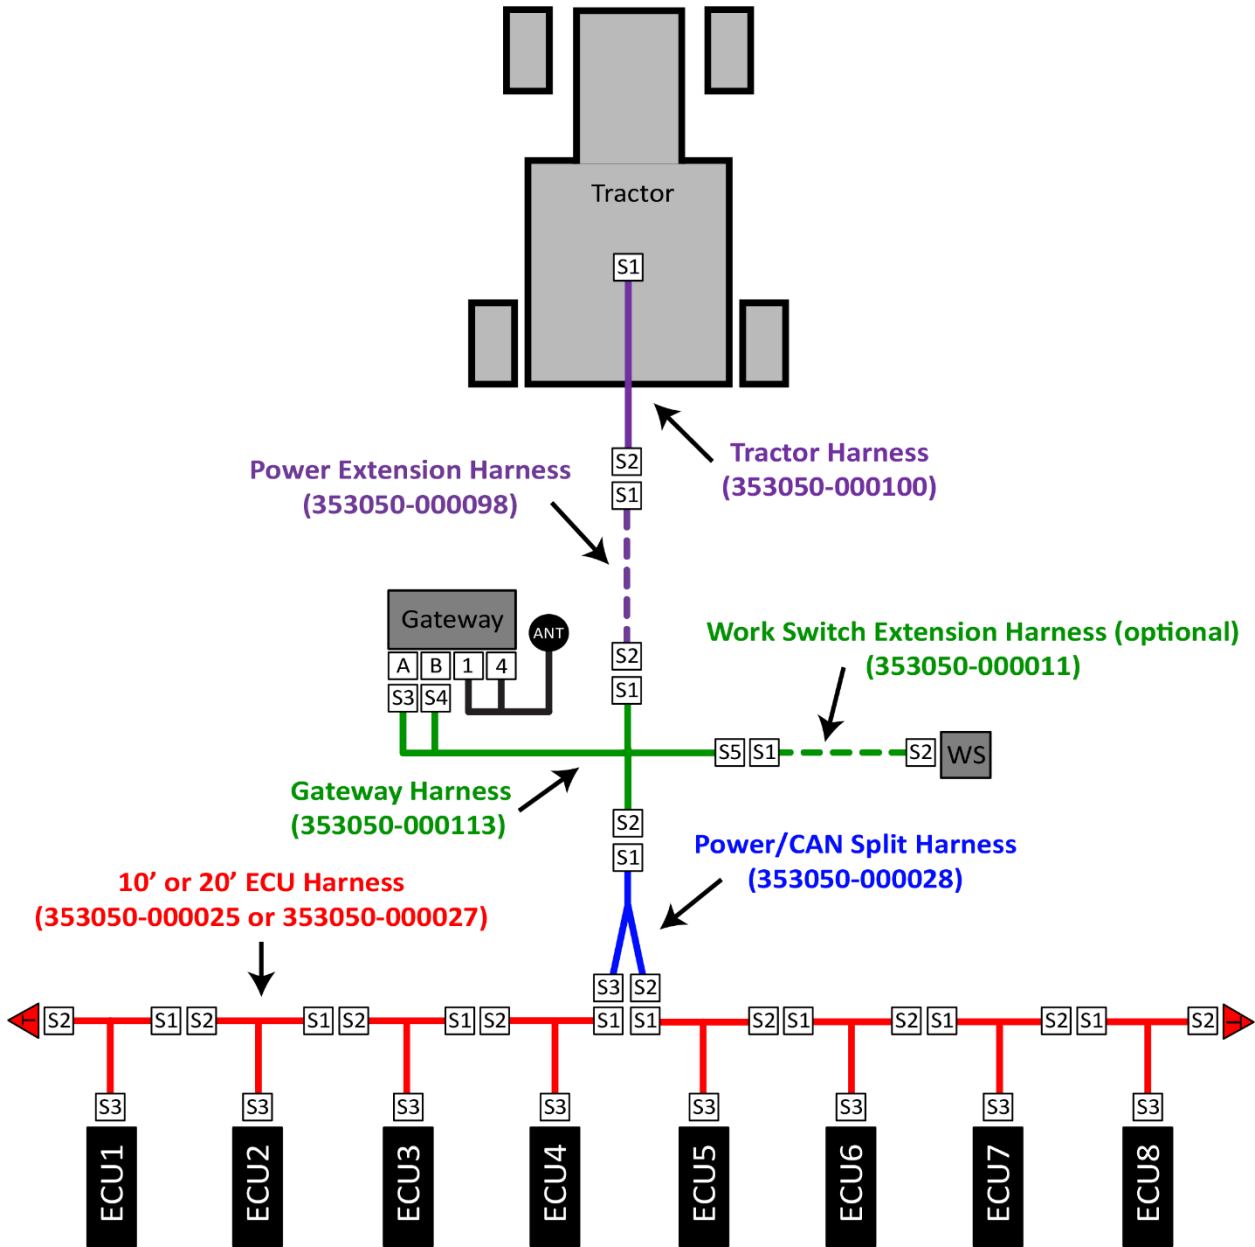 Tractor
S1
Tractor Harness
(353050-000100)
S2
Power Extension Harness
(353050-000098)
S1
Gateway
ANT
A B 1 4
S3 S4
S2
S1
Work Switch Extension Harness (optional)
(353050-000011)
S5 S1 S2 WS
Gateway Harness
(353050-000113)
S2
S1
Power/CAN Split Harness
(353050-000028)
10’ or 20’ ECU Harness
(353050-000025 or 353050-000027)
S3 S2
T S2 S1 S2 S1 S2 S1 S2 S1 S1 S2 S1 S2 S1 S2 S1 S2 T
S3 S3 S3 S3 S3 S3 S3 S3
ECU1
ECU2
ECU3
ECU4
ECU5
ECU6
ECU7
ECU8